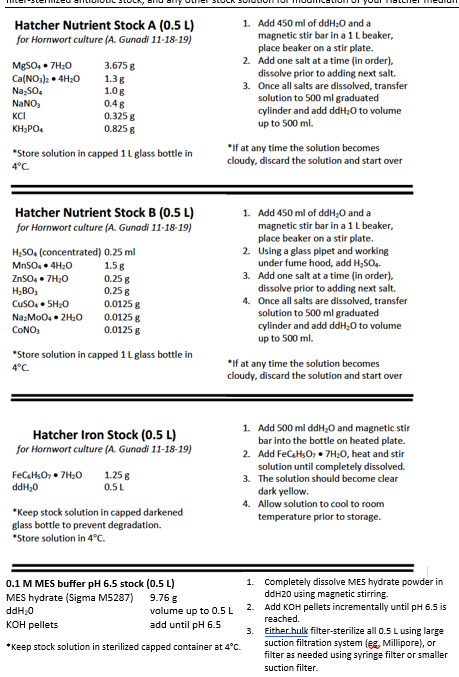 filter-sterilized antibiotic stock, and any other stock solution for modification of your Hatcher medium
Hatcher Nutrient Stock A (0.5 L)
for Hornwort culture (A. Gunadi 11-18-19)
MgSO₄ • 7H₂O 3.675 g
Ca(NO₃)₂ • 4H₂O 1.3 g
Na₂SO₄ 1.0 g
NaNO₃ 0.4 g
KCl 0.325 g
KH₂PO₄ 0.825 g
*Store solution in capped 1 L glass bottle in
4°C.
1. Add 450 ml of ddH₂O and a
magnetic stir bar in a 1 L beaker,
place beaker on a stir plate.
2. Add one salt at a time (in order),
dissolve prior to adding next salt.
3. Once all salts are dissolved, transfer
solution to 500 ml graduated
cylinder and add ddH₂O to volume
up to 500 ml.
*If at any time the solution becomes
cloudy, discard the solution and start over
Hatcher Nutrient Stock B (0.5 L)
for Hornwort culture (A. Gunadi 11-18-19)
H₂SO₄ (concentrated) 0.25 ml
MnSO₄ • 4H₂O 1.5 g
ZnSO₄ • 7H₂O 0.25 g
H₂BO₃ 0.25 g
CuSO₄ • 5H₂O 0.0125 g
Na₂MoO₄ • 2H₂O 0.0125 g
CoNO₃ 0.0125 g
*Store solution in capped 1 L glass bottle in
4°C.
1. Add 450 ml of ddH₂O and a
magnetic stir bar in a 1 L beaker,
place beaker on a stir plate.
2. Using a glass pipet and working
under fume hood, add H₂SO₄.
3. Add one salt at a time (in order),
dissolve prior to adding next salt.
4. Once all salts are dissolved, transfer
solution to 500 ml graduated
cylinder and add ddH₂O to volume
up to 500 ml.
*If at any time the solution becomes
cloudy, discard the solution and start over
Hatcher Iron Stock (0.5 L)
for Hornwort culture (A. Gunadi 11-18-19)
FeC₆H₅O₇ • 7H₂O 1.25 g
ddH₂0 0.5 L
*Keep stock solution in capped darkened
glass bottle to prevent degradation.
*Store solution in 4°C.
1. Add 500 ml ddH₂O and magnetic stir
bar into the bottle on heated plate.
2. Add FeC₆H₅O₇ • 7H₂O, heat and stir
solution until completely dissolved.
3. The solution should become clear
dark yellow.
4. Allow solution to cool to room
temperature prior to storage.
0.1 M MES buffer pH 6.5 stock (0.5 L)
MES hydrate (Sigma M5287) 9.76 g
ddH₂0 volume up to 0.5 L
KOH pellets add until pH 6.5
*Keep stock solution in sterilized capped container at 4°C.
1. Completely dissolve MES hydrate powder in
ddH20 using magnetic stirring.
2. Add KOH pellets incrementally until pH 6.5 is
reached.
3. Either bulk filter-sterilize all 0.5 L using large
suction filtration system (eg, Millipore), or
filter as needed using syringe filter or smaller
suction filter.